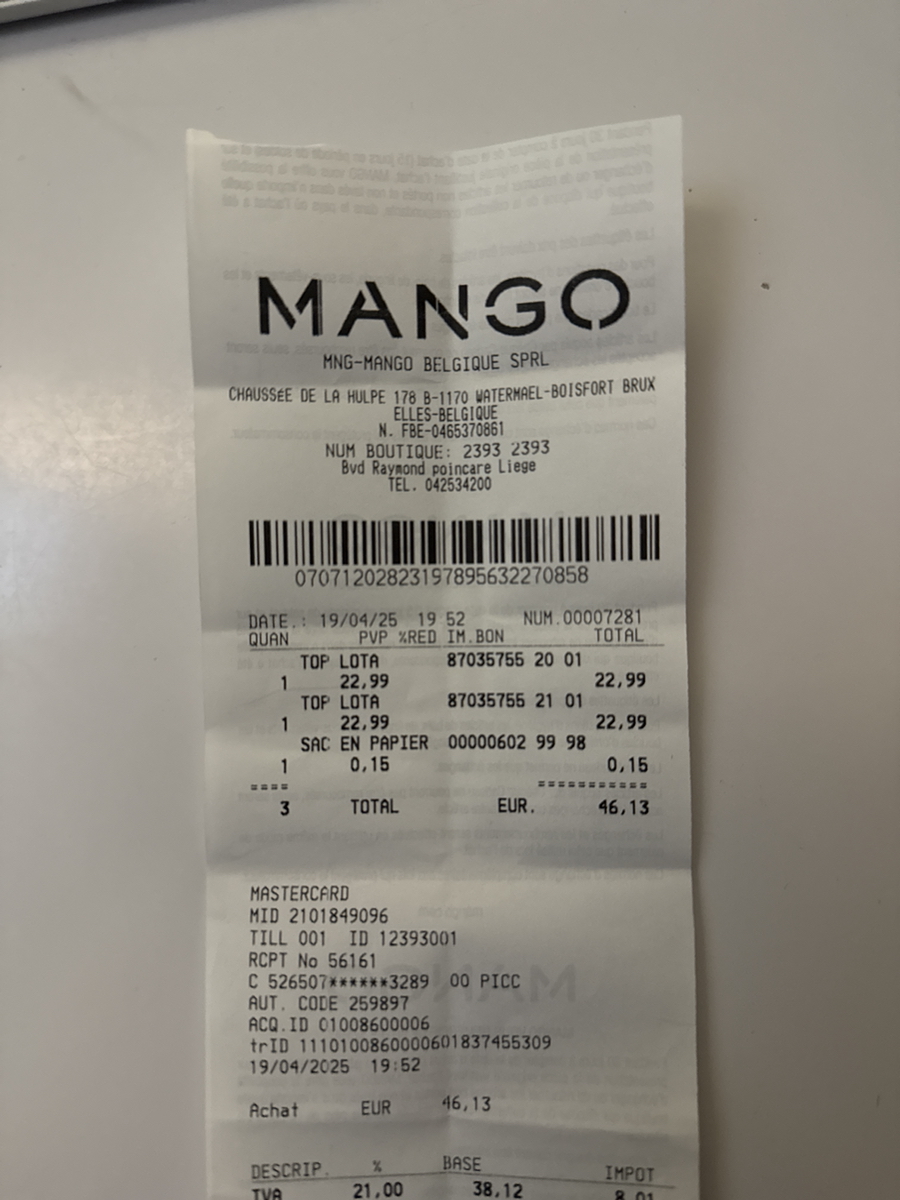 MANGO
MNG-MANGO BELGIQUE SPRL
CHAUSSéE DE LA HULPE 178 B-1170 WATERMAEL-BOISFORT BRUX
ELLES-BELGIQUE
N. FBE-0465370861
NUM BOUTIQUE: 2393 2393
Bvd Raymond poincare Liege
TEL. 042534200
07071202823197895632270858
DATE.: 19/04/25 19 52 NUM.00007281
QUAN PVP %RED IM.BON TOTAL
TOP LOTA 87035755 20 01
1 22,99 22,99
TOP LOTA 87035755 21 01
1 22,99 22,99
SAC EN PAPIER 00000602 99 98
1 0,15 0,15
==== ===========
3 TOTAL EUR. 46,13
MASTERCARD
MID 2101849096
TILL 001 ID 12393001
RCPT No 56161
C 526507******3289 00 PICC
AUT. CODE 259897
ACQ.ID 01008600006
trID 1110100860000601837455309
19/04/2025 19:52
Achat EUR 46,13
DESCRIP. % BASE IMPOT
TVA 21,00 38,12 8,01